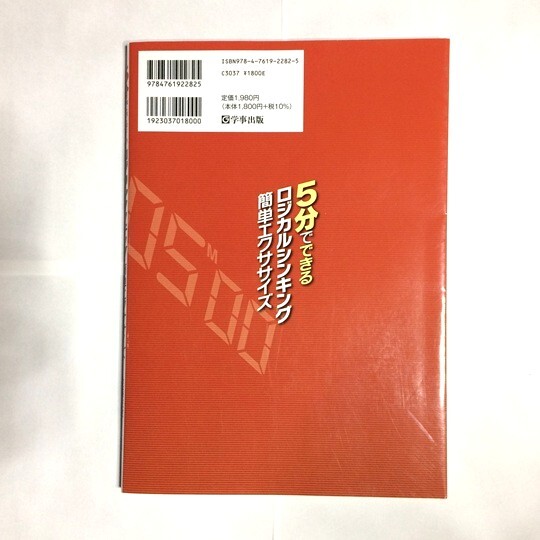 9784761922825
1923037018000
ISBN978-4-7619-2282-5
C3037 ¥1800E
定価1,980円
(本体1,800円+税10%)
学事出版
5分でできる
ロジカルシンキング
簡単エクササイズ
05M00